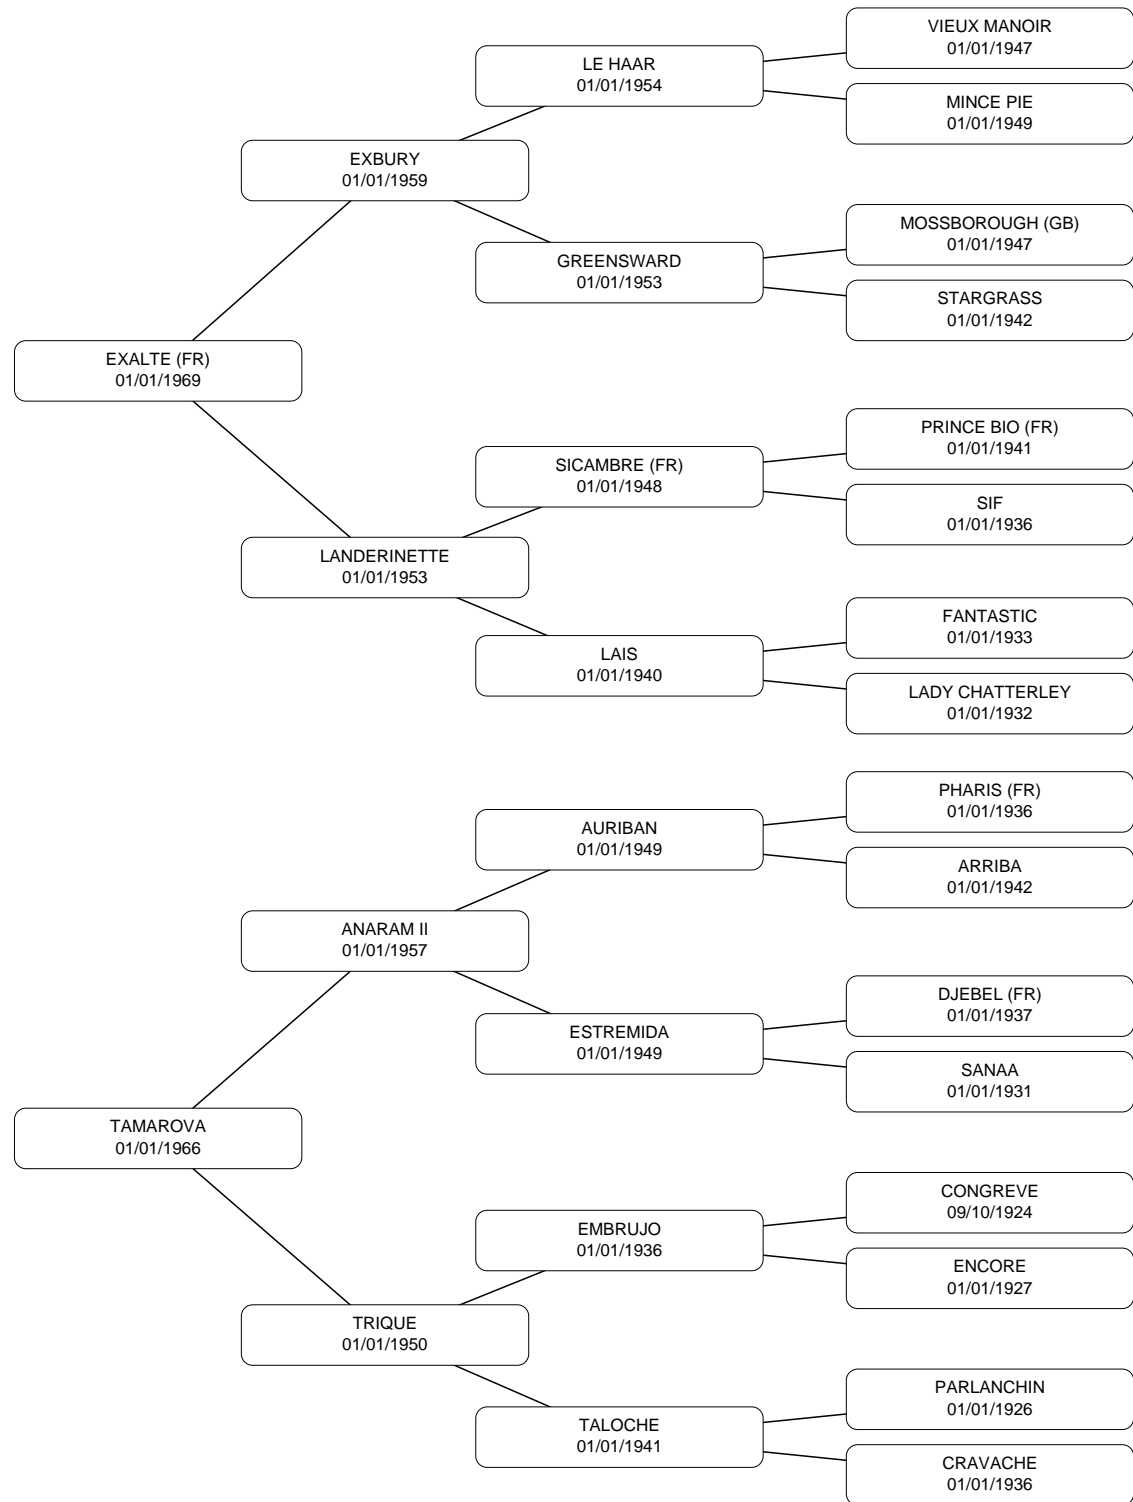 VIEUX MANOIR
01/01/1947
LE HAAR
01/01/1954
MINCE PIE
01/01/1949
EXBURY
01/01/1959
MOSSBOROUGH (GB)
01/01/1947
GREENSWARD
01/01/1953
STARGRASS
01/01/1942
EXALTE (FR)
01/01/1969
PRINCE BIO (FR)
01/01/1941
SICAMBRE (FR)
01/01/1948
SIF
01/01/1936
LANDERINETTE
01/01/1953
FANTASTIC
01/01/1933
LAIS
01/01/1940
LADY CHATTERLEY
01/01/1932
PHARIS (FR)
01/01/1936
AURIBAN
01/01/1949
ARRIBA
01/01/1942
ANARAM II
01/01/1957
DJEBEL (FR)
01/01/1937
ESTREMIDA
01/01/1949
SANAA
01/01/1931
TAMAROVA
01/01/1966
CONGREVE
09/10/1924
EMBRUJO
01/01/1936
ENCORE
01/01/1927
TRIQUE
01/01/1950
PARLANCHIN
01/01/1926
TALOCHE
01/01/1941
CRAVACHE
01/01/1936